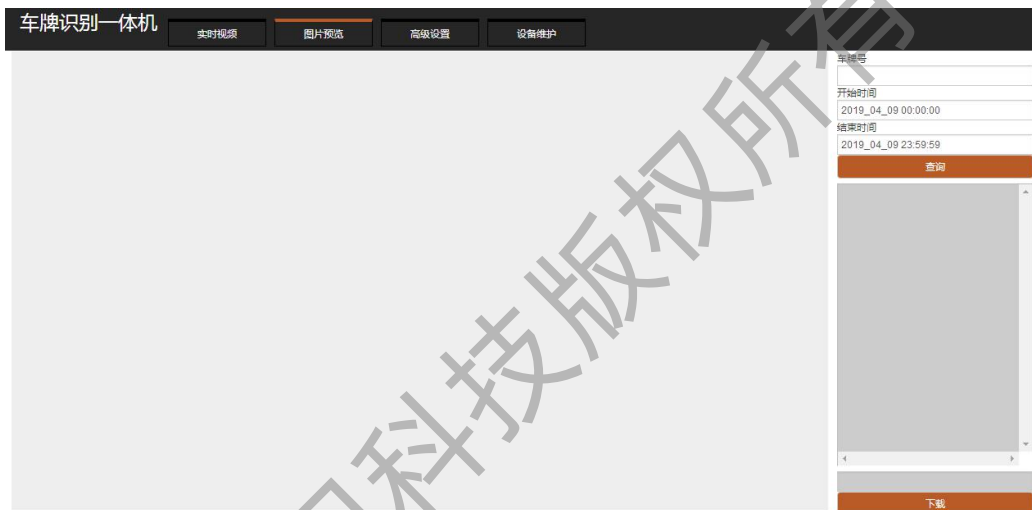 车牌识别一体机
实时视频 图片预览 高级设置 设备维护
车牌号
开始时间
2019_04_09 00:00:00
结束时间
2019_04_09 23:59:59
查询
下载
科技版权所有